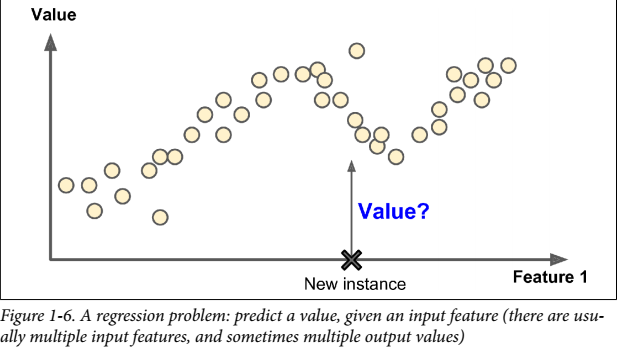 Value
Value?
New instance
Feature 1
Figure 1-6. A regression problem: predict a value, given an input feature (there are usu-
ally multiple input features, and sometimes multiple output values)